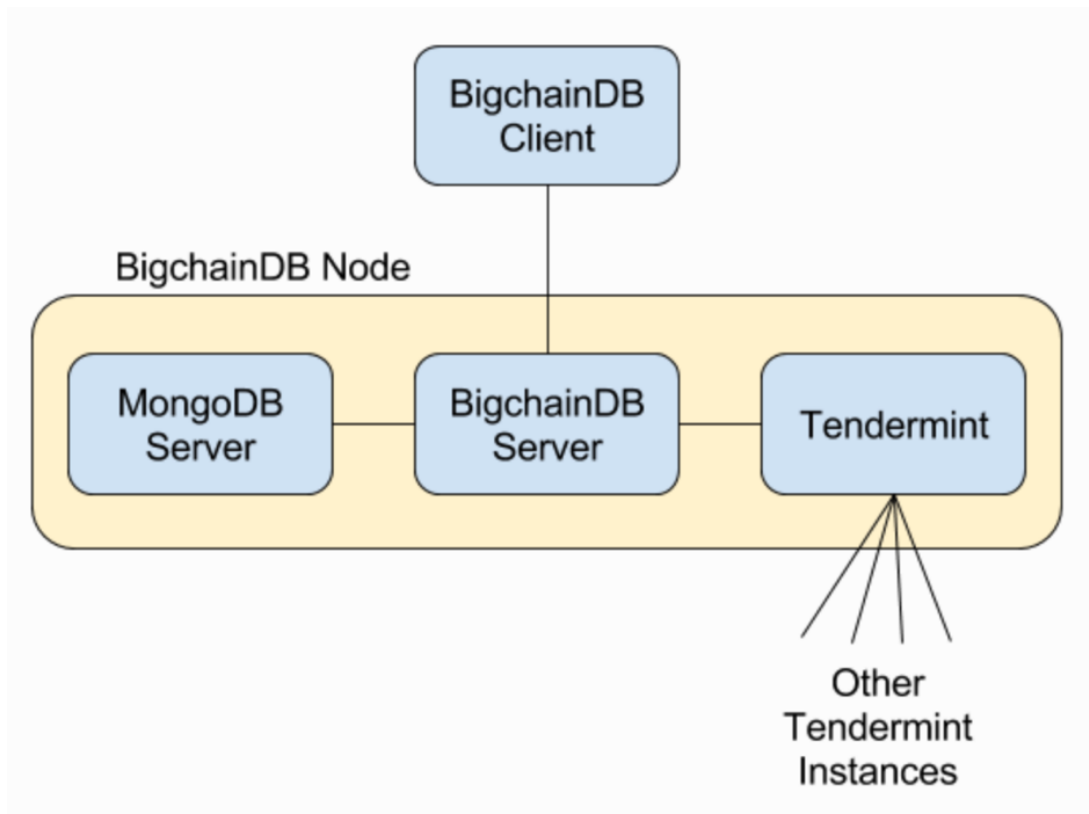 BigchainDB
Client
BigchainDB Node
MongoDB
Server
BigchainDB
Server
Tendermint
Other
Tendermint
Instances